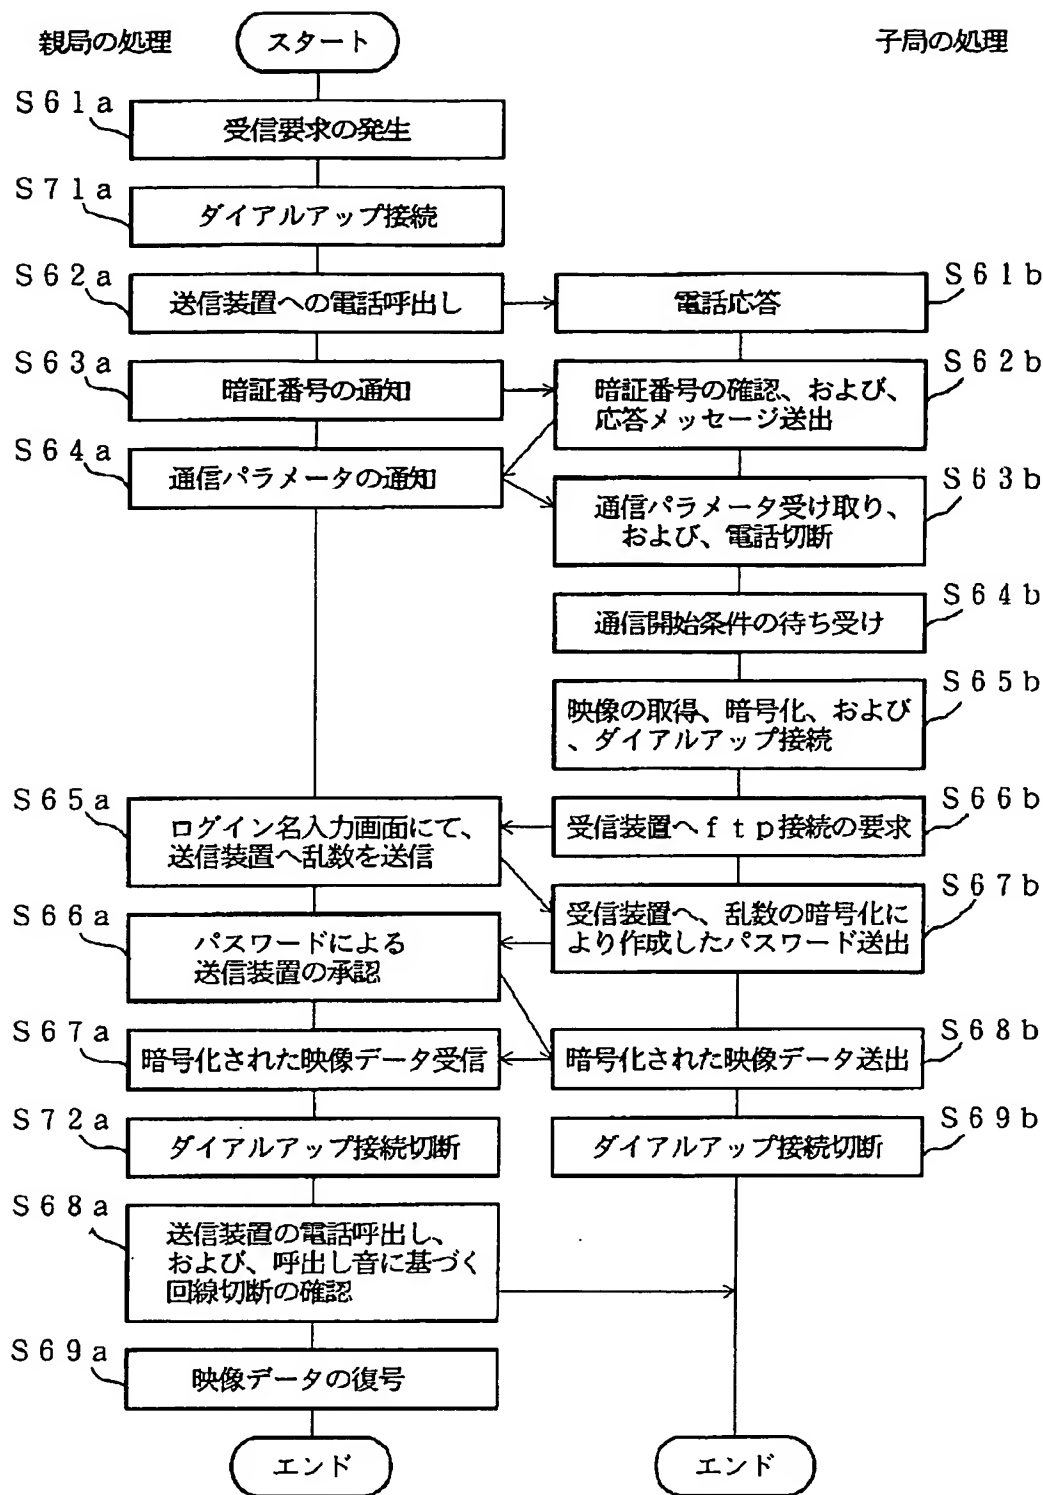 親局の処理
スタート
子局の処理
S61a
受信要求の発生
S71a
ダイアルアップ接続
S62a
送信装置への電話呼出し
電話応答
S61b
S63a
暗証番号の通知
暗証番号の確認、および、
応答メッセージ送出
S62b
S64a
通信パラメータの通知
通信パラメータ受け取り、
および、電話切断
S63b
通信開始条件の待ち受け
S64b
映像の取得、暗号化、および
、ダイアルアップ接続
S65b
S65a
ログイン名入力画面にて、
送信装置へ乱数を送信
受信装置へftp接続の要求
S66b
S66a
パスワードによる
送信装置の承認
受信装置へ、乱数の暗号化に
より作成したパスワード送出
S67b
S67a
暗号化された映像データ受信
暗号化された映像データ送出
S68b
S72a
ダイアルアップ接続切断
ダイアルアップ接続切断
S69b
S68a
送信装置の電話呼出し、
および、呼出し音に基づく
回線切断の確認
S69a
映像データの復号
エンド
エンド